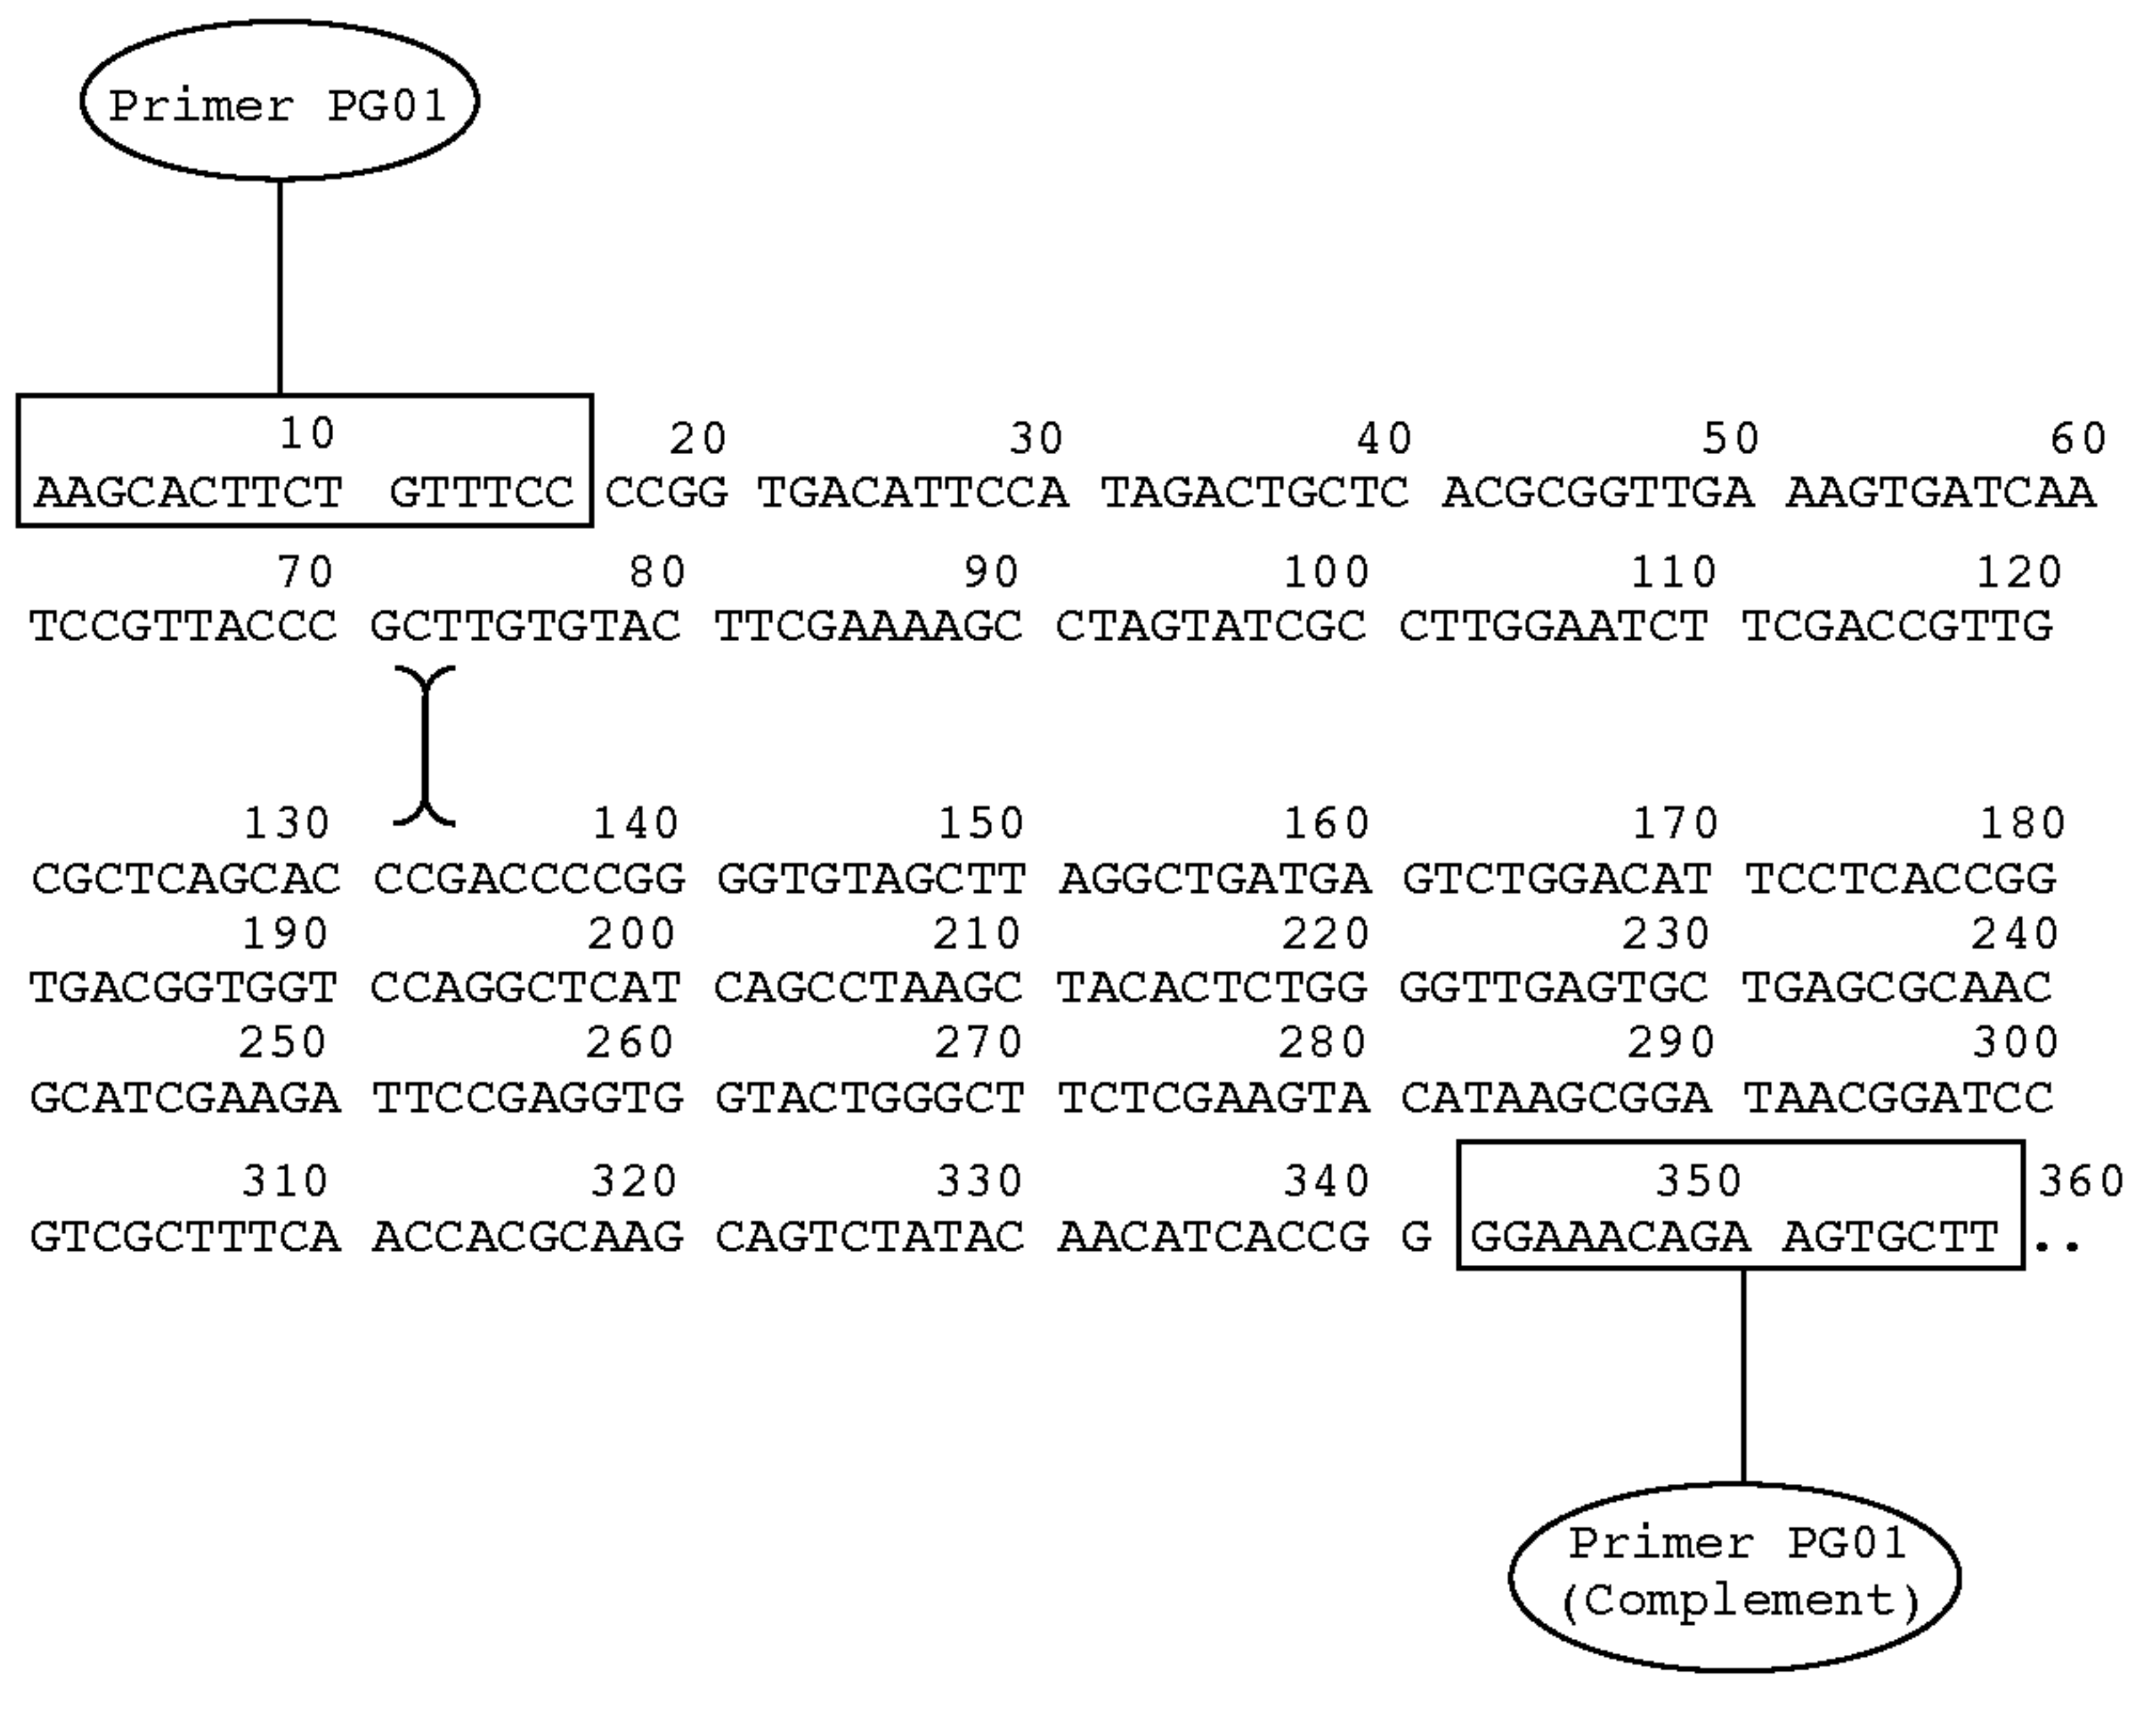 Primer PG01
10 20 30 40 50 60
AAGCACTTCT GTTTCC CCGG TGACATTCCA TAGACTGCTC ACGCGGTTGA AAGTGATCAA
70 80 90 100 110 120
TCCGTTACCC GCTTGTGTAC TTCGAAAAGC CTAGTATCGC CTTGGAATCT TCGACCGTTG
130 140 150 160 170 180
CGCTCAGCAC CCGACCCCGG GGTGTAGCTT AGGCTGATGA GTCTGGACAT TCCTCACCGG
190 200 210 220 230 240
TGACGGTGGT CCAGGCTCAT CAGCCTAAGC TACACTCTGG GGTTGAGTGC TGAGCGCAAC
250 260 270 280 290 300
GCATCGAAGA TTCCGAGGTG GTACTGGGCT TCTCGAAGTA CATAAGCGGA TAACGGATCC
310 320 330 340 350 360
GTCGCTTTCA ACCACGCAAG CAGTCTATAC AACATCACCG G GGAAACAGA AGTGCTT ..
Primer PG01
(Complement)